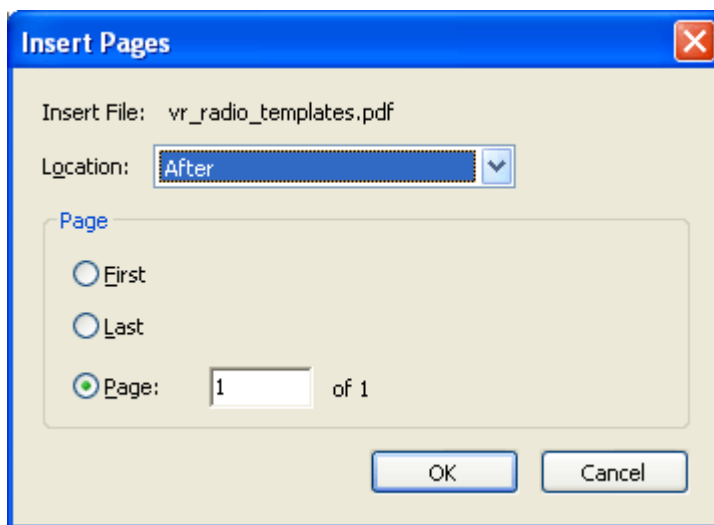 Insert Pages
Insert File: vr_radio_templates.pdf
Location: After
Page
First
Last
Page: 1 of 1
OK Cancel